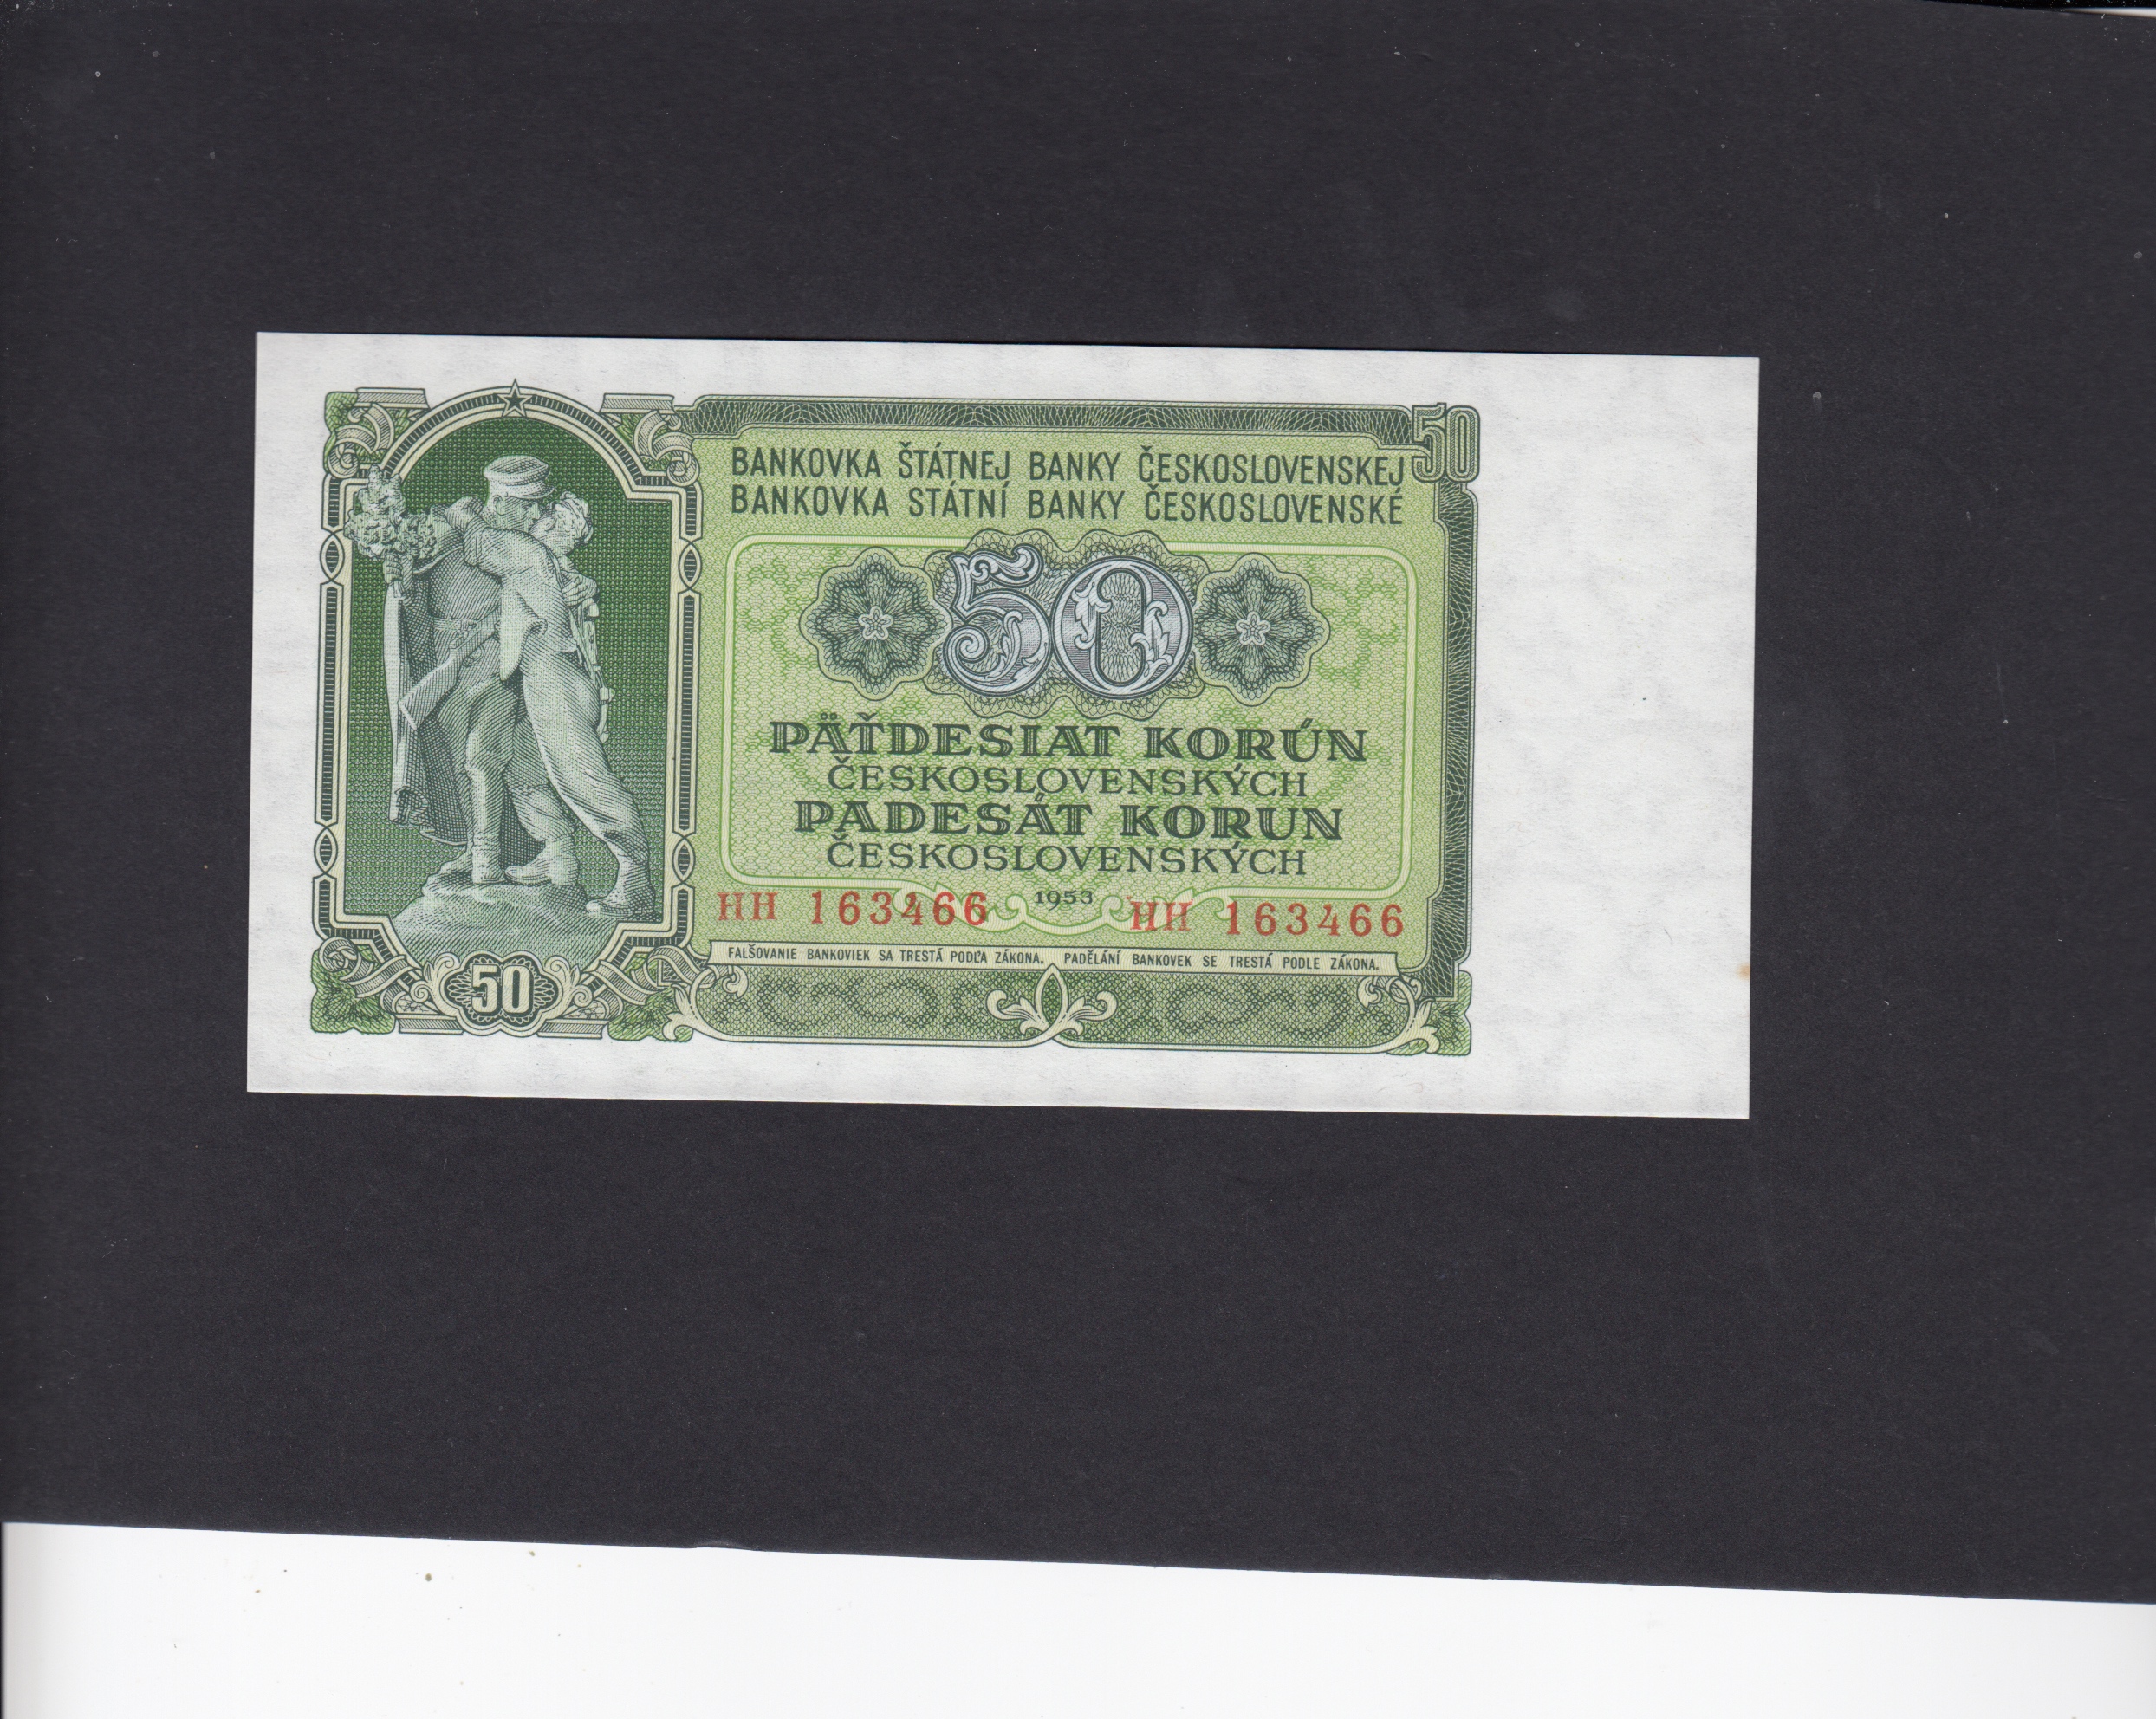 50
BANKOVKA ŠTÁTNEJ BANKY ČESKOSLOVENSKEJ
BANKOVKA STÁTNÍ BANKY ČESKOSLOVENSKÉ
50
PÄŤDESIAT KORÚN
ČESKOSLOVENSKÝCH
PADESÁT KORUN
ČESKOSLOVENSKÝCH
HH 163466 1953 HH 163466
FALŠOVANIE BANKOVIEK SA TRESTÁ PODĽA ZÁKONA. PADĚLÁNÍ BANKOVEK SE TRESTÁ PODLE ZÁKONA.
50